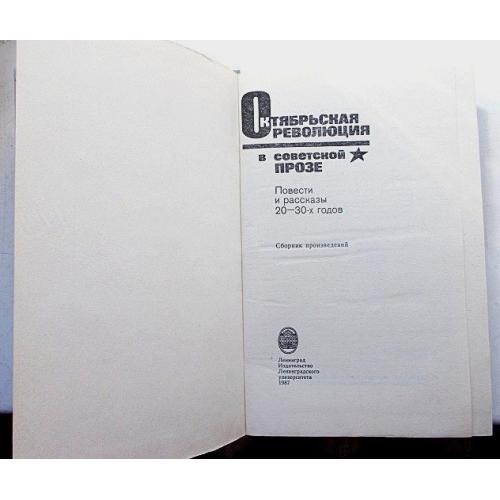 Октябрьская
революция
в советской
прозе
Повести
и рассказы
20—30-х годов
Сборник произведений
Ленинград
Издательство
Ленинградского
университета
1987